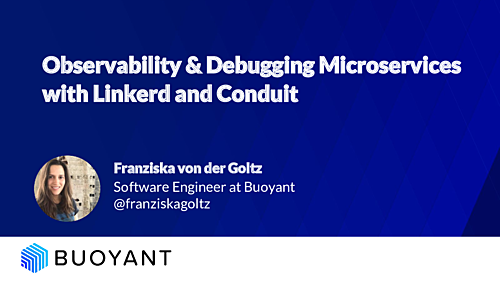 Observability & Debugging Microservices
with Linkerd and Conduit
Franziska von der Goltz
Software Engineer at Buoyant
@franziskagoltz
BUOYANT